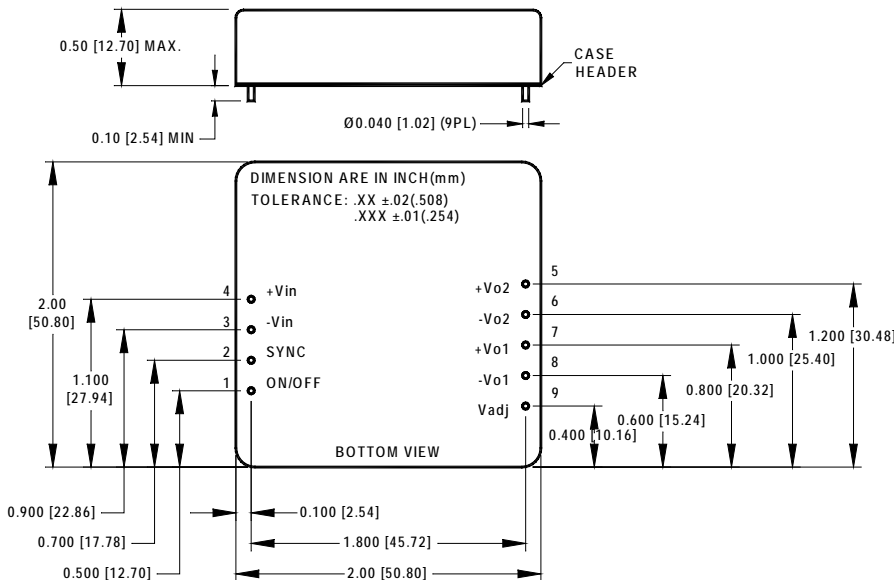 0.50 [12.70] MAX.
CASE
HEADER
Ø0.040 [1.02] (9PL)
0.10 [2.54] MIN
DIMENSION ARE IN INCH(mm)
TOLERANCE: .XX ±.02(.508)
.XXX ±.01(.254)
2.00
[50.80]
4 +Vin
3 -Vin
2 SYNC
1 ON/OFF
+Vo2 5
-Vo2 6
+Vo1 7
-Vo1 8
Vadj 9
1.200 [30.48]
1.000 [25.40]
0.800 [20.32]
0.600 [15.24]
0.400 [10.16]
1.100
[27.94]
BOTTOM VIEW
0.900 [22.86]
0.700 [17.78]
0.500 [12.70]
0.100 [2.54]
1.800 [45.72]
2.00 [50.80]